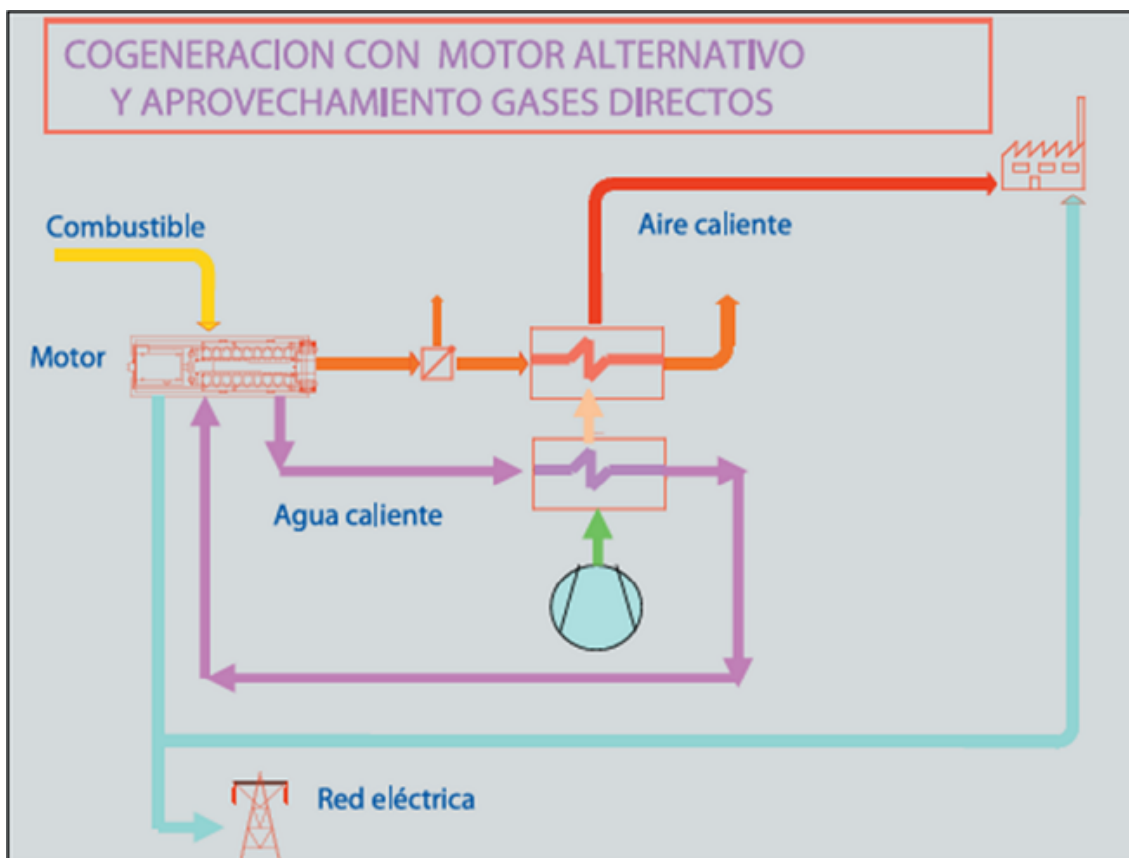 COGENERACION CON MOTOR ALTERNATIVO
Y APROVECHAMIENTO GASES DIRECTOS
Combustible
Aire caliente
Motor
Agua caliente
Red eléctrica